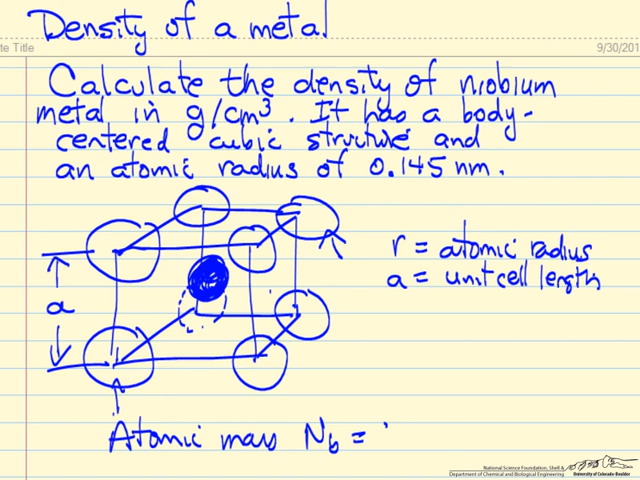 Density of a metal
te Title
9/30/201
Calculate the density of niobium
metal in g/cm³. It has a body-
centered cubic structure and
an atomic radius of 0.145 nm.
r = atomic radius
a = unit cell length
a
Atomic mass Nb =
National Science Foundation, Shell &
Department of Chemical and Biological Engineering
University of Colorado Boulder